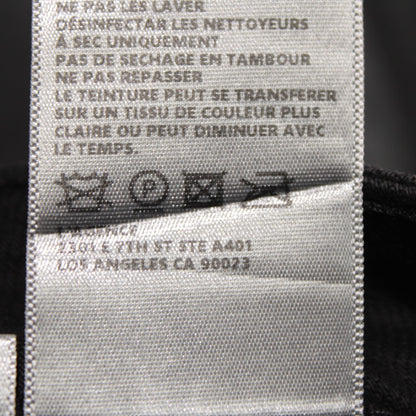 NE PAS LES LAVER
DÉSINFECTAR LES NETTOYEURS
À SEC UNIQUEMENT
PAS DE SECHAGE EN TAMBOUR
NE PAS REPASSER
LE TEINTURE PEUT SE TRANSFERER
SUR UN TISSU DE COULEUR PLUS
CLAIRE OU PEUT DIMINUER AVEC
LE TEMPS.
P
2301 E 7TH ST STE A401
LOS ANGELES CA 90023